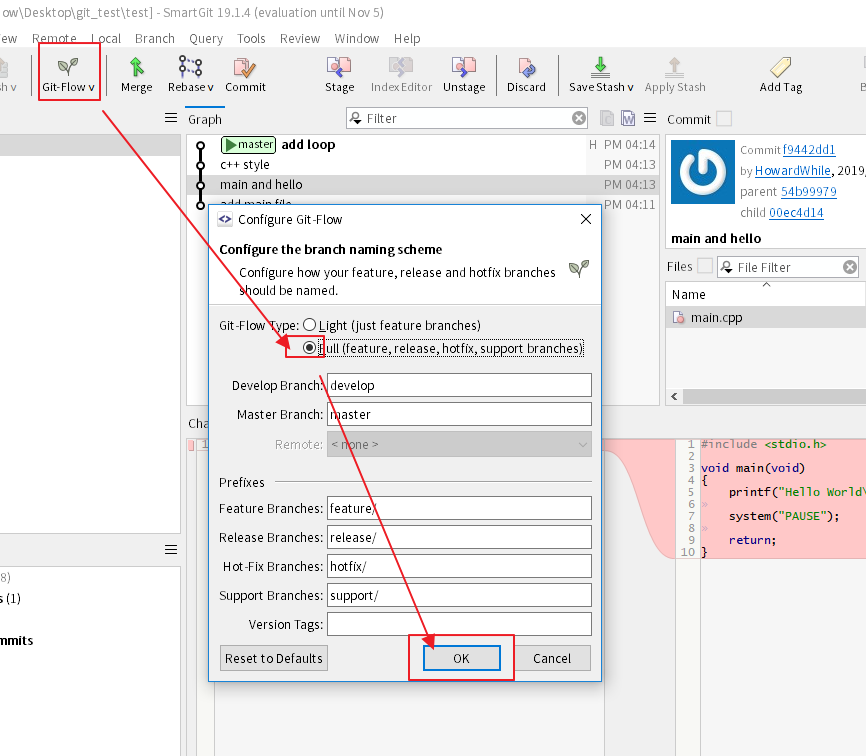 ow\Desktop\git_test\test] - SmartGit 19.1.4 (evaluation until Nov 5)
ew Remote Local Branch Query Tools Review Window Help
sh ∨ Git-Flow ∨ Merge Rebase ∨ Commit Stage Index Editor Unstage Discard Save Stash ∨ Apply Stash Add Tag B
Graph
Filter
Commit
master add loop H PM 04:14
c++ style PM 04:13
main and hello PM 04:13
add main file PM 04:11
Commit f9442dd1
by HowardWhile, 2019,
parent 54b99979
child 00ec4d14
main and hello
Files File Filter
Name
main.cpp
Configure Git-Flow
Configure the branch naming scheme
Configure how your feature, release and hotfix branches
should be named.
Git-Flow Type: Light (just feature branches)
Full (feature, release, hotfix, support branches)
Develop Branch: develop
Master Branch: master
Remote: < none >
Prefixes
Feature Branches: feature/
Release Branches: release/
Hot-Fix Branches: hotfix/
Support Branches: support/
Version Tags:
Reset to Defaults OK Cancel
Cha
1
1 #include <stdio.h>
2
3 void main(void)
4 {
5 printf("Hello World\
6 »
7 system("PAUSE");
8 »
9 return;
10 }
8)
s (1)
mmits